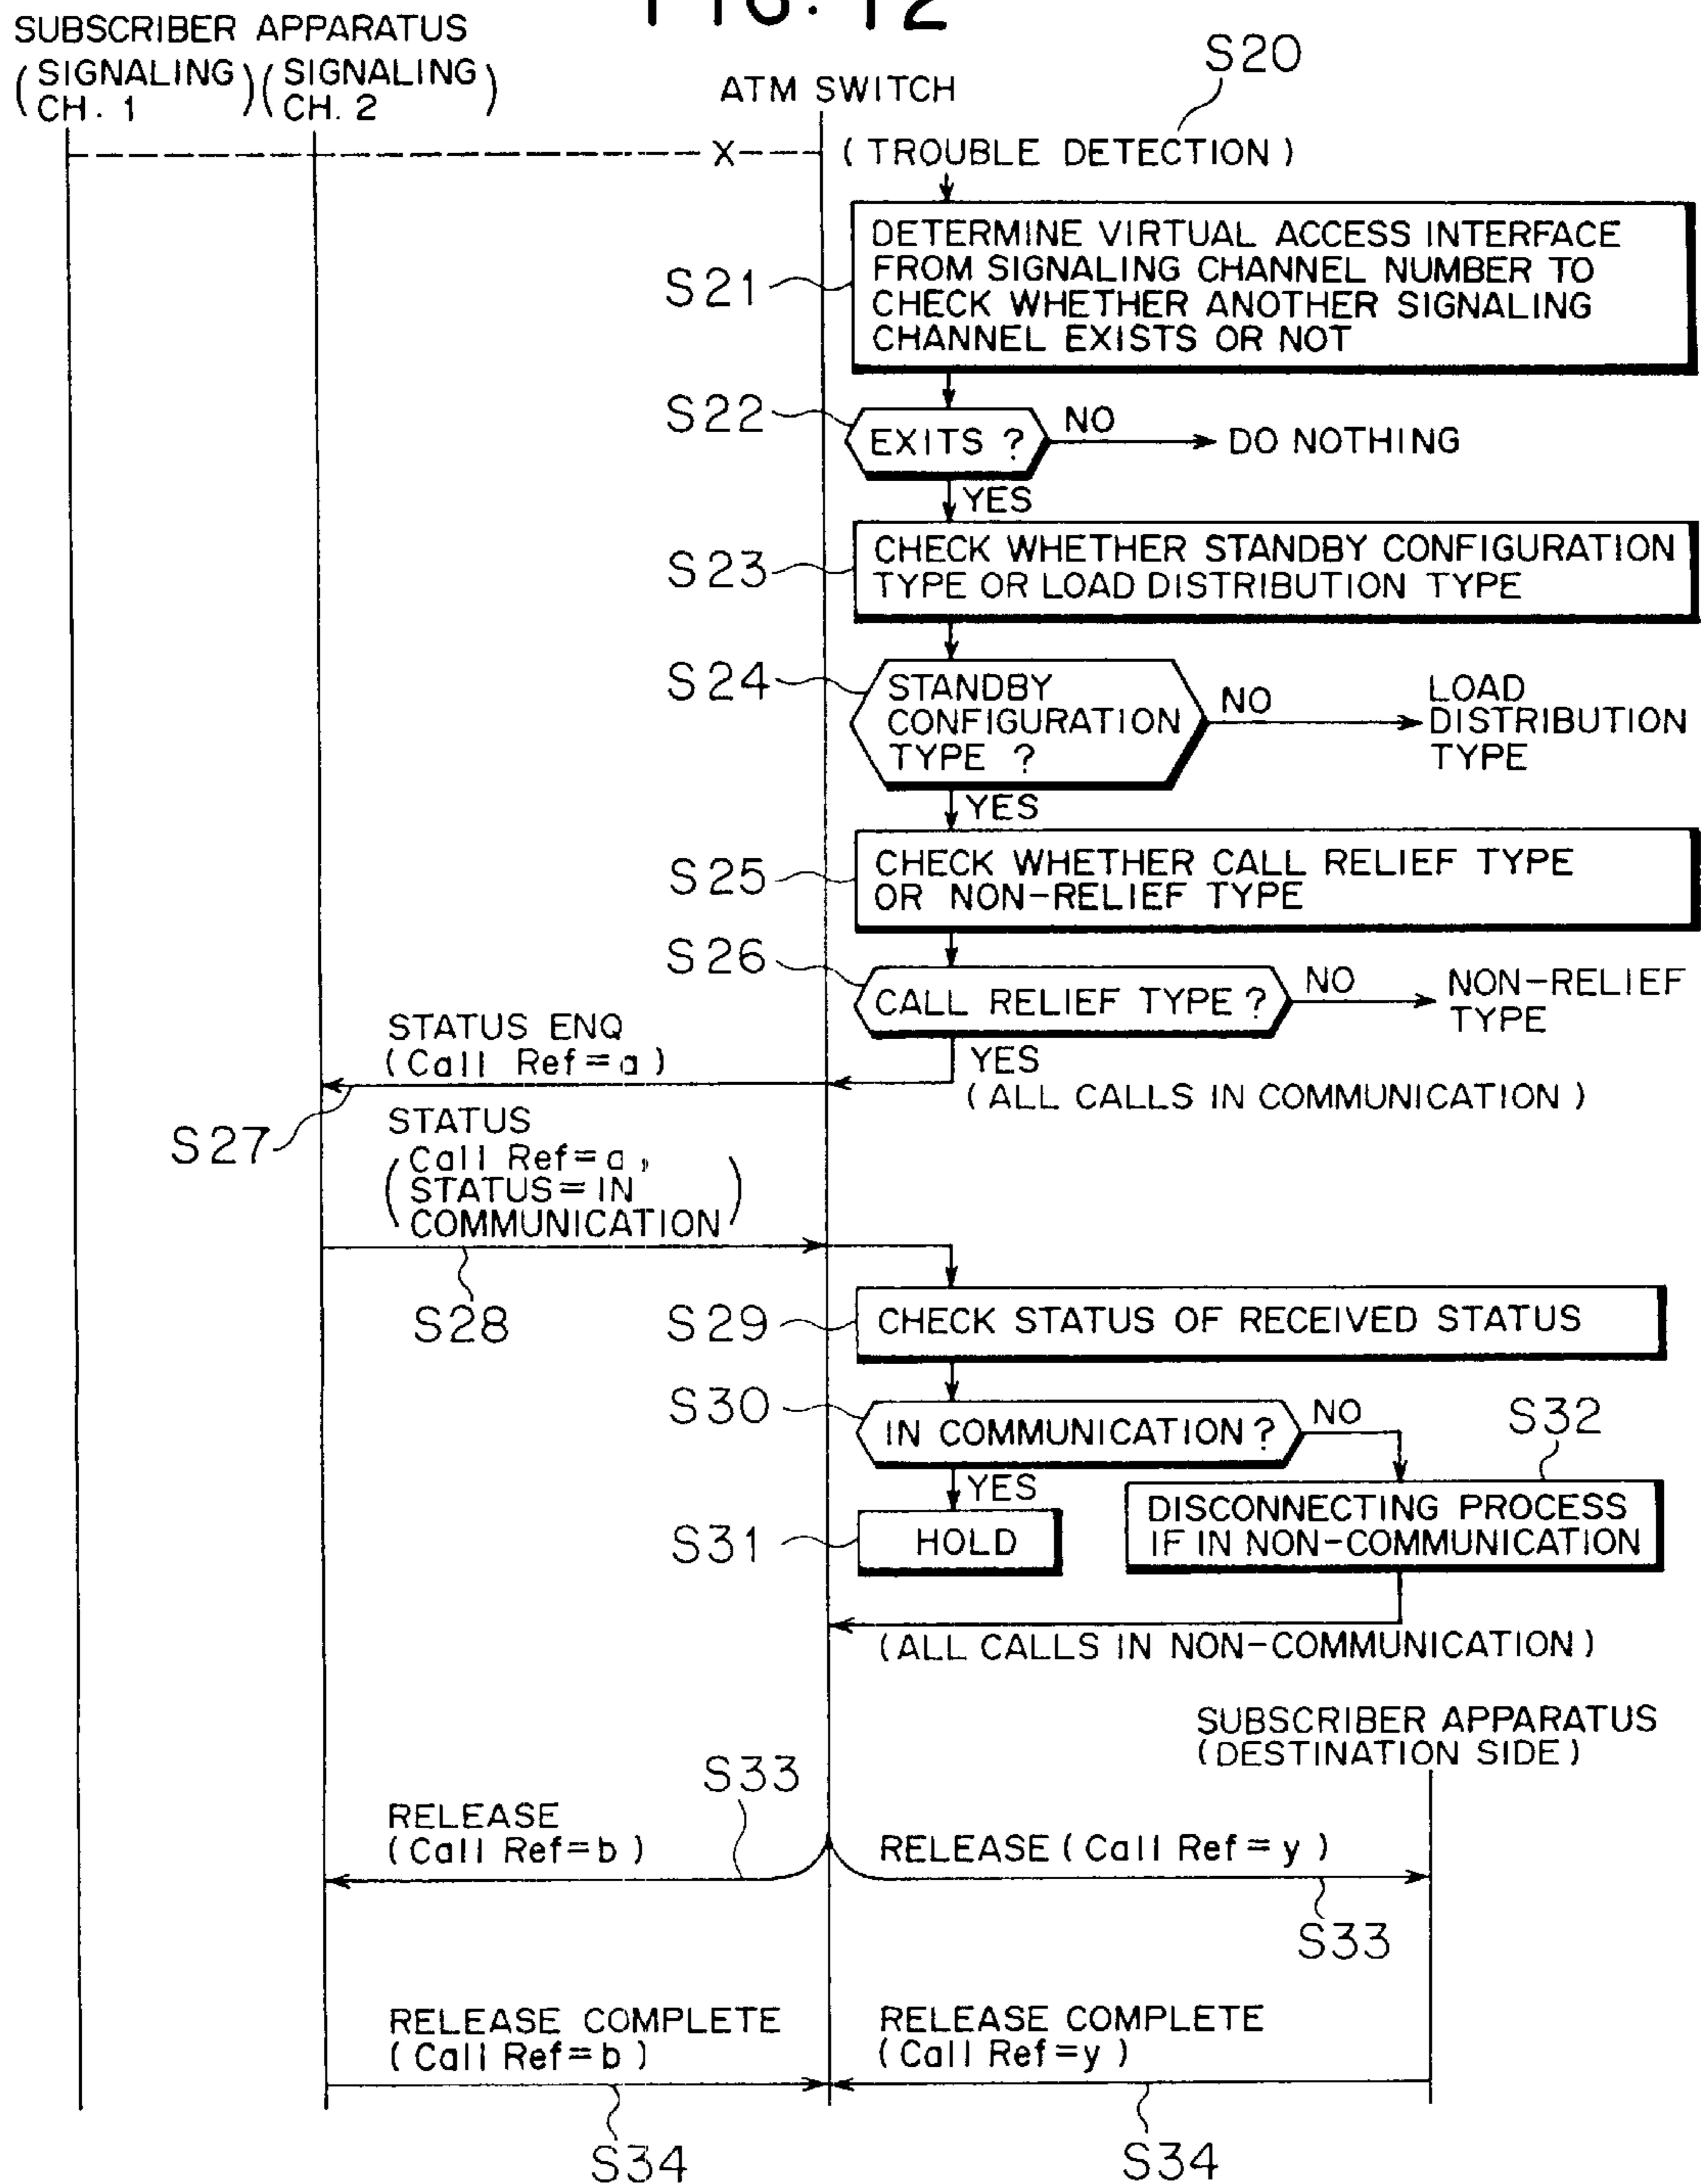 FIG. 12
SUBSCRIBER APPARATUS
(SIGNALING CH. 1) (SIGNALING CH. 2)
ATM SWITCH
S20
X
(TROUBLE DETECTION)
S21
DETERMINE VIRTUAL ACCESS INTERFACE
FROM SIGNALING CHANNEL NUMBER TO
CHECK WHETHER ANOTHER SIGNALING
CHANNEL EXISTS OR NOT
S22
EXITS ?
NO
DO NOTHING
YES
S23
CHECK WHETHER STANDBY CONFIGURATION
TYPE OR LOAD DISTRIBUTION TYPE
S24
STANDBY
CONFIGURATION
TYPE ?
NO
LOAD
DISTRIBUTION
TYPE
YES
S25
CHECK WHETHER CALL RELIEF TYPE
OR NON-RELIEF TYPE
S26
CALL RELIEF TYPE ?
NO
NON-RELIEF
TYPE
STATUS ENQ
(Call Ref=a)
YES
(ALL CALLS IN COMMUNICATION)
S27
STATUS
(Call Ref=a,
STATUS=IN
COMMUNICATION)
S28
S29
CHECK STATUS OF RECEIVED STATUS
S30
IN COMMUNICATION ?
NO
S32
YES
S31
HOLD
DISCONNECTING PROCESS
IF IN NON-COMMUNICATION
(ALL CALLS IN NON-COMMUNICATION)
SUBSCRIBER APPARATUS
(DESTINATION SIDE)
S33
RELEASE
(Call Ref=b)
RELEASE (Call Ref=y)
S33
RELEASE COMPLETE
(Call Ref=b)
RELEASE COMPLETE
(Call Ref=y)
S34
S34